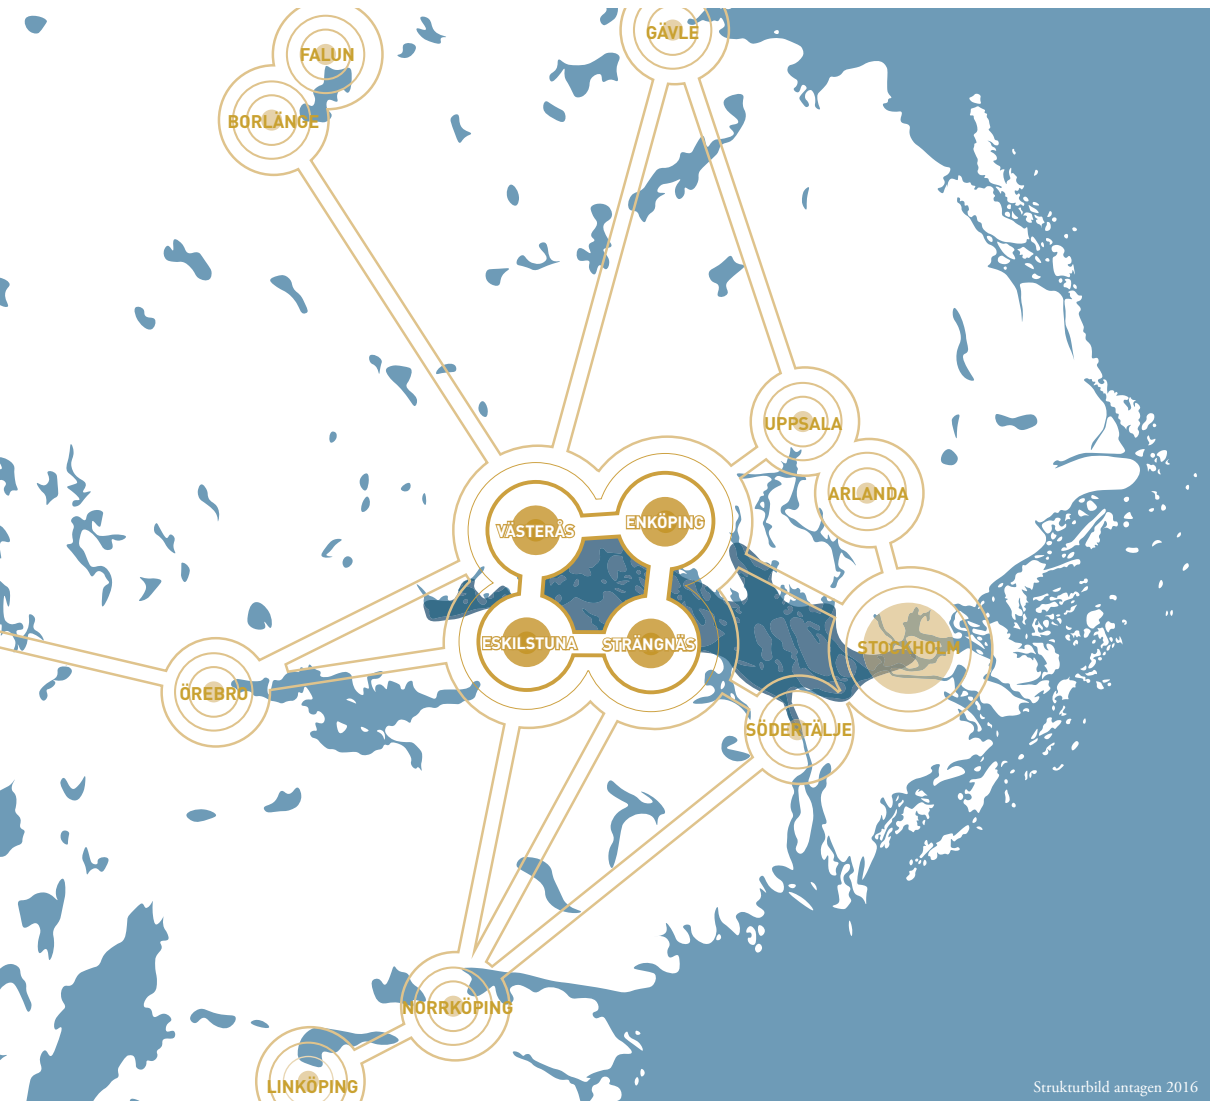 GÄVLE
FALUN
BORLÄNGE
UPPSALA
ARLANDA
VÄSTERÅS
ENKÖPING
ESKILSTUNA
STRÄNGNÄS
STOCKHOLM
ÖREBRO
SÖDERTÄLJE
NORRKÖPING
LINKÖPING
Strukturbild antagen 2016